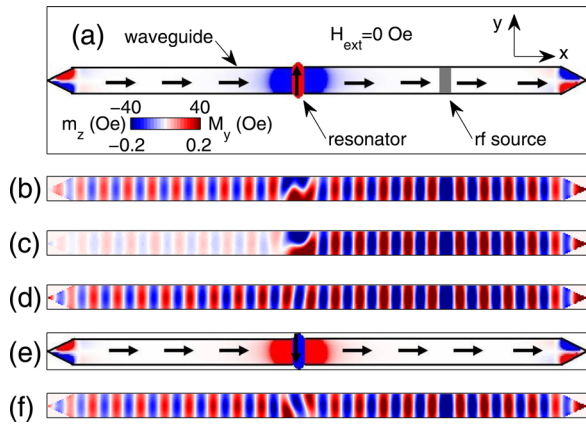 (a)
waveguide
H_ext=0 Oe
y
x
−40 40
m_z (Oe) M_y (Oe)
−0.2 0.2
resonator
rf source
(b)
(c)
(d)
(e)
(f)